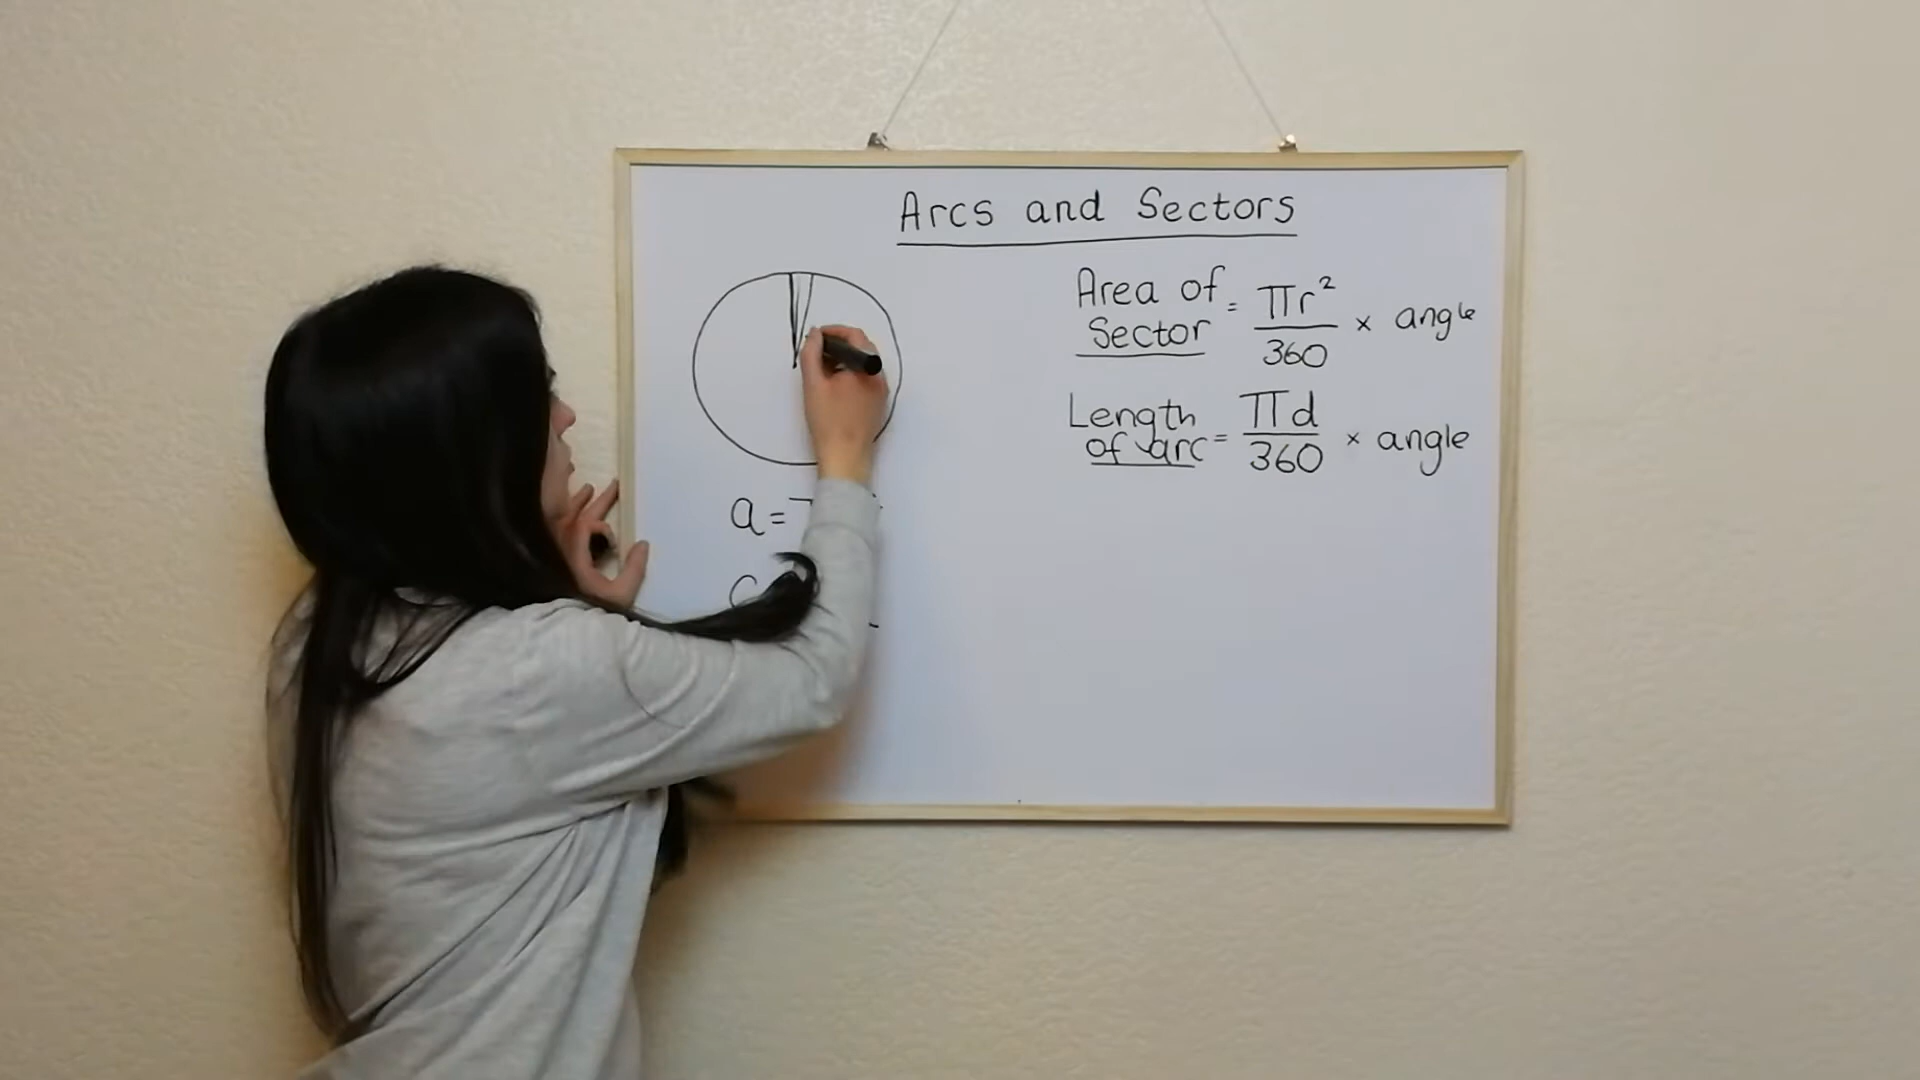 Arcs and Sectors
Area of
Sector = πr²/360 × angle
Length
of arc = πd/360 × angle
a =
C